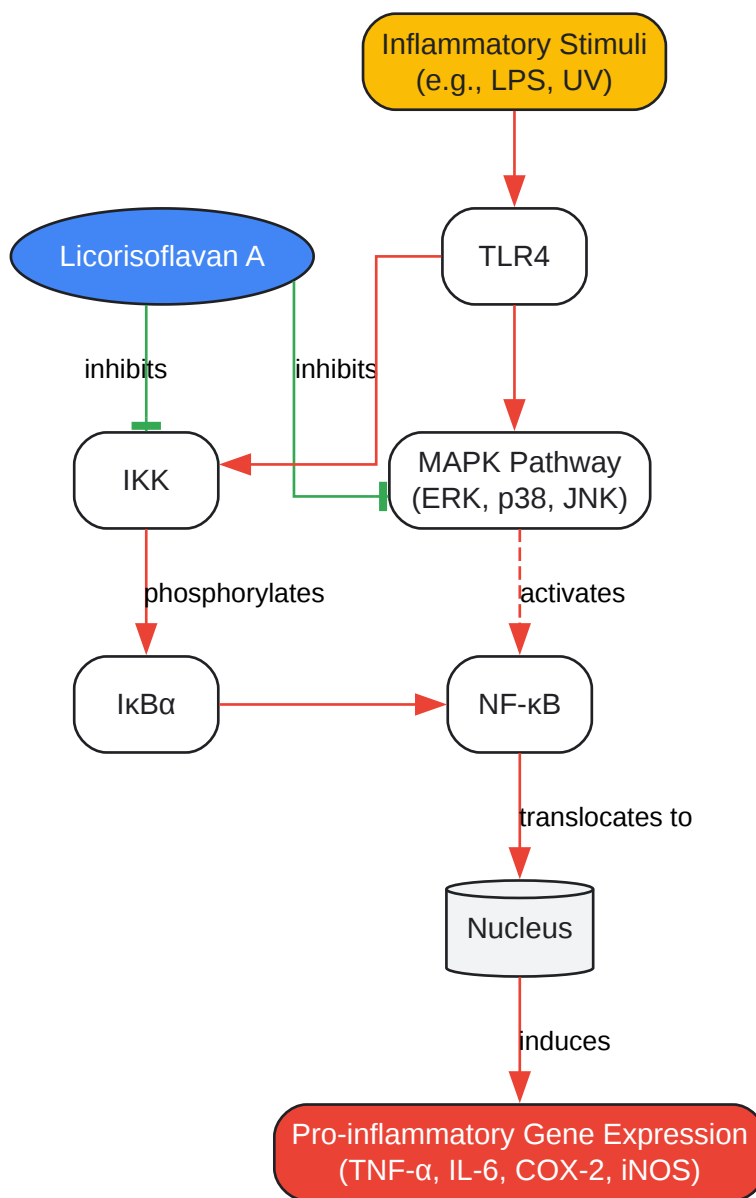 Inflammatory Stimuli
(e.g., LPS, UV)
Licorisoflavan A
TLR4
inhibits
inhibits
IKK
MAPK Pathway
(ERK, p38, JNK)
phosphorylates
activates
IκBα
NF-κB
translocates to
Nucleus
induces
Pro-inflammatory Gene Expression
(TNF-α, IL-6, COX-2, iNOS)